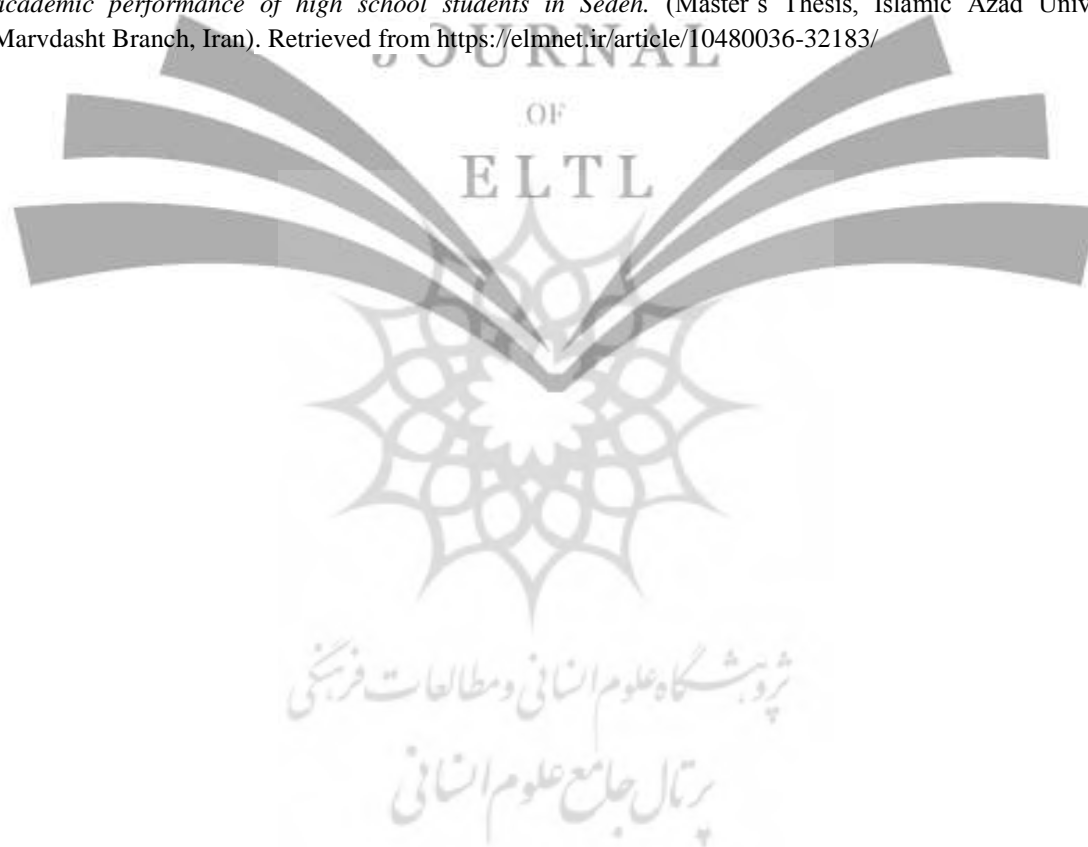 academic performance of high school students in Sedeh. (Master's Thesis, Islamic Azad Univ
Marvdasht Branch, Iran). Retrieved from https://elmnet.ir/article/10480036-32183/
JOURNAL
OF
ELTL
پژوهشگاه علوم انسانی و مطالعات فرهنگی
پرتال جامع علوم انسانی